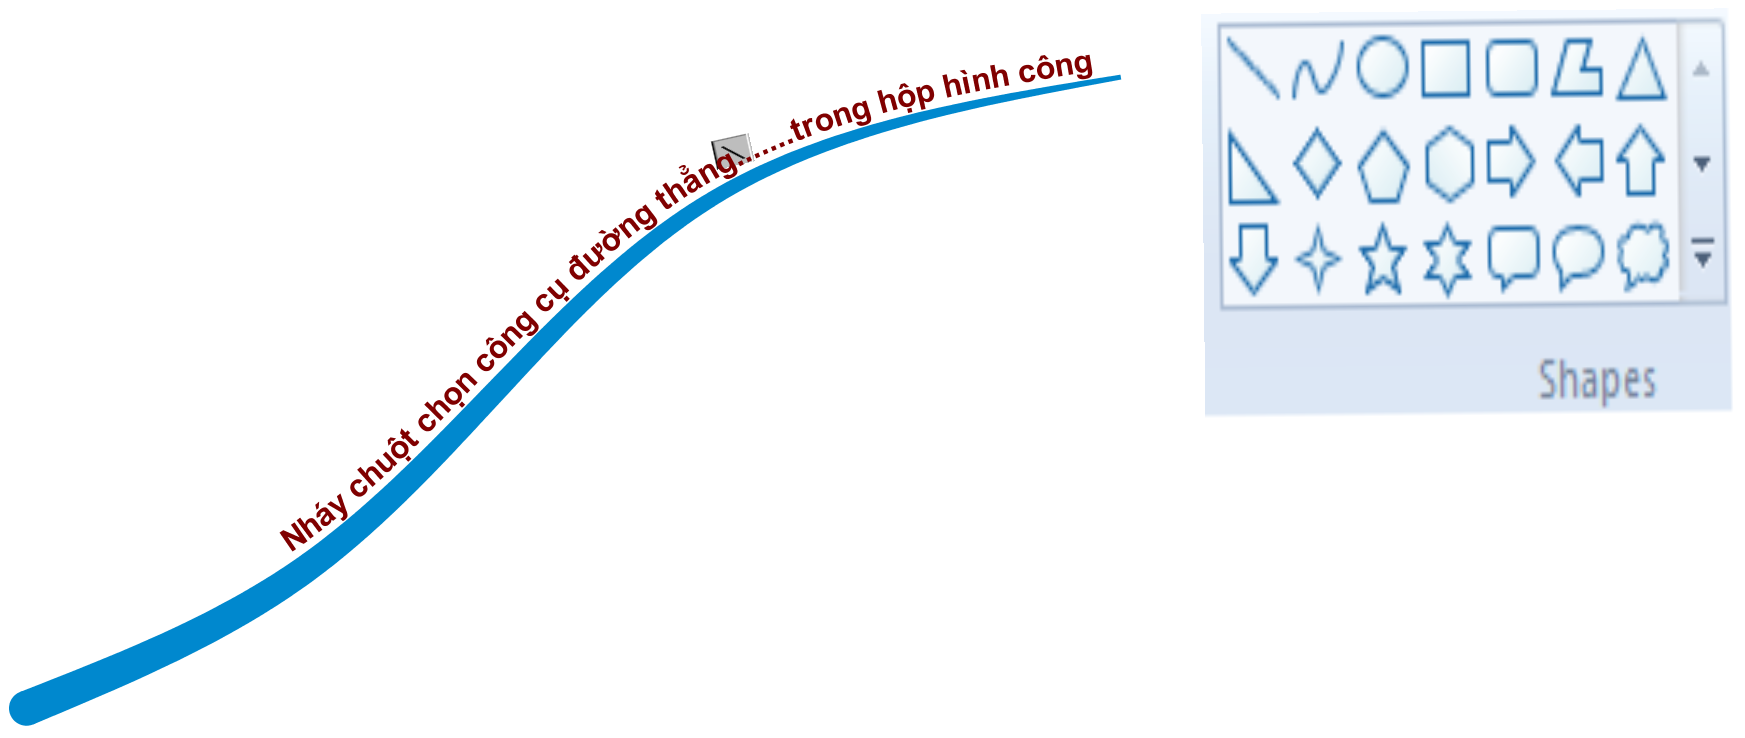 Nháy chuột chọn công cụ đường thẳng.......trong hộp hình công
Shapes